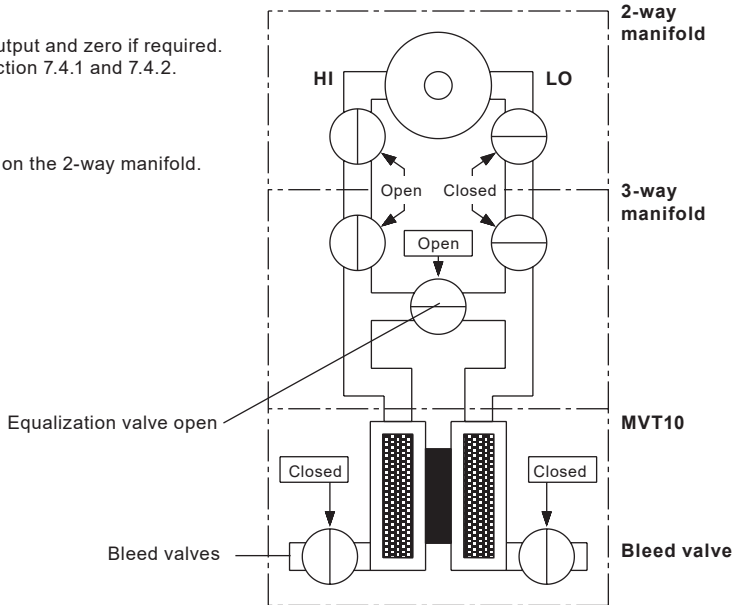 2-way
manifold
utput and zero if required.
ction 7.4.1 and 7.4.2.
HI
LO
on the 2-way manifold.
Open
Closed
3-way
manifold
Open
Equalization valve open
MVT10
Closed
Closed
Bleed valves
Bleed valve